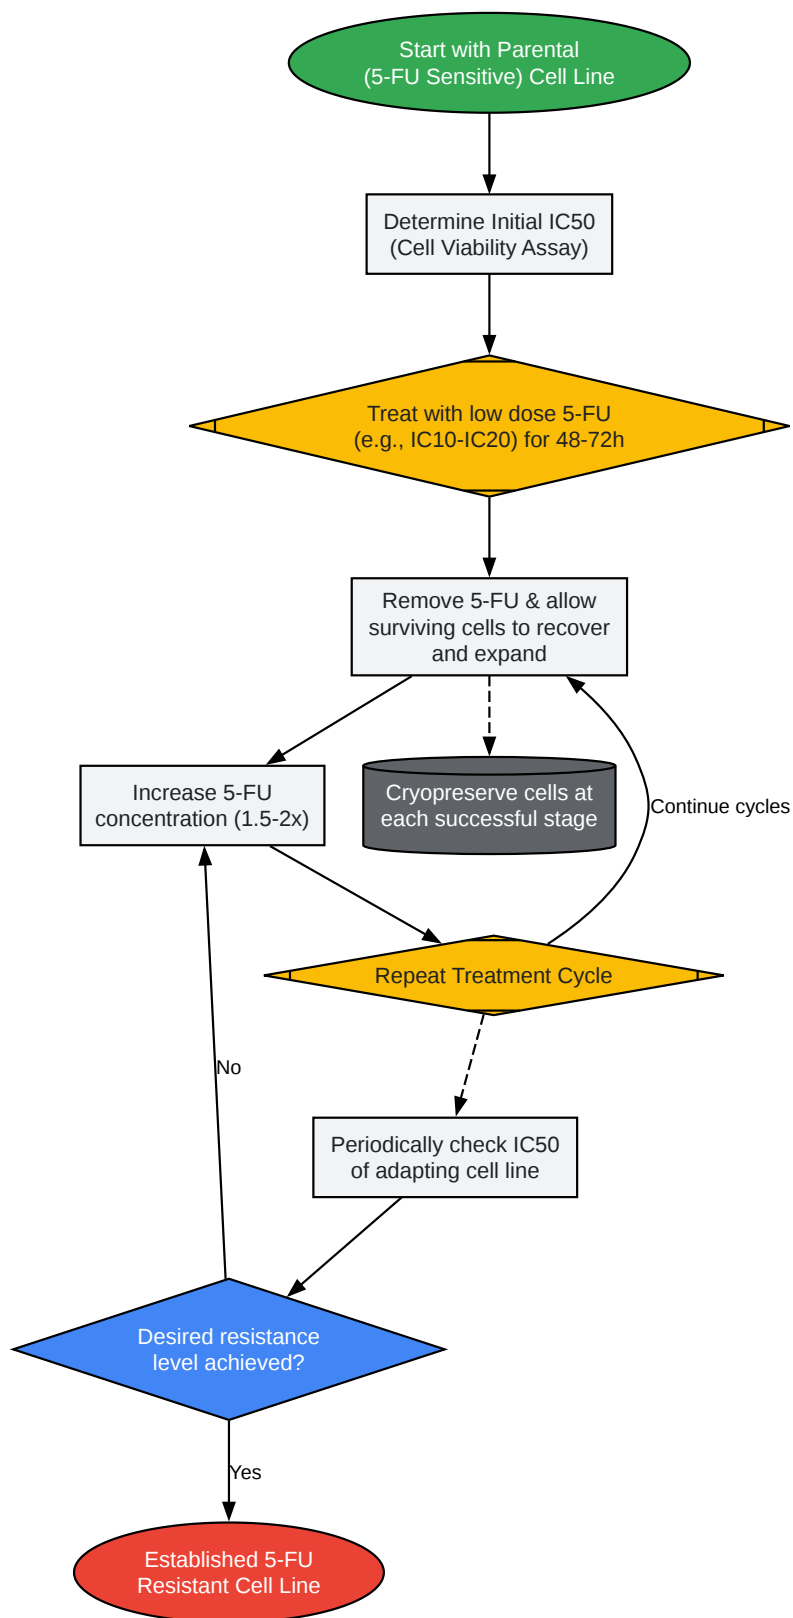 Start with Parental
(5-FU Sensitive) Cell Line
Determine Initial IC50
(Cell Viability Assay)
Treat with low dose 5-FU
(e.g., IC10-IC20) for 48-72h
Remove 5-FU & allow
surviving cells to recover
and expand
Increase 5-FU
concentration (1.5-2x)
Cryopreserve cells at
each successful stage
Continue cycles
Repeat Treatment Cycle
No
Periodically check IC50
of adapting cell line
Desired resistance
level achieved?
Yes
Established 5-FU
Resistant Cell Line